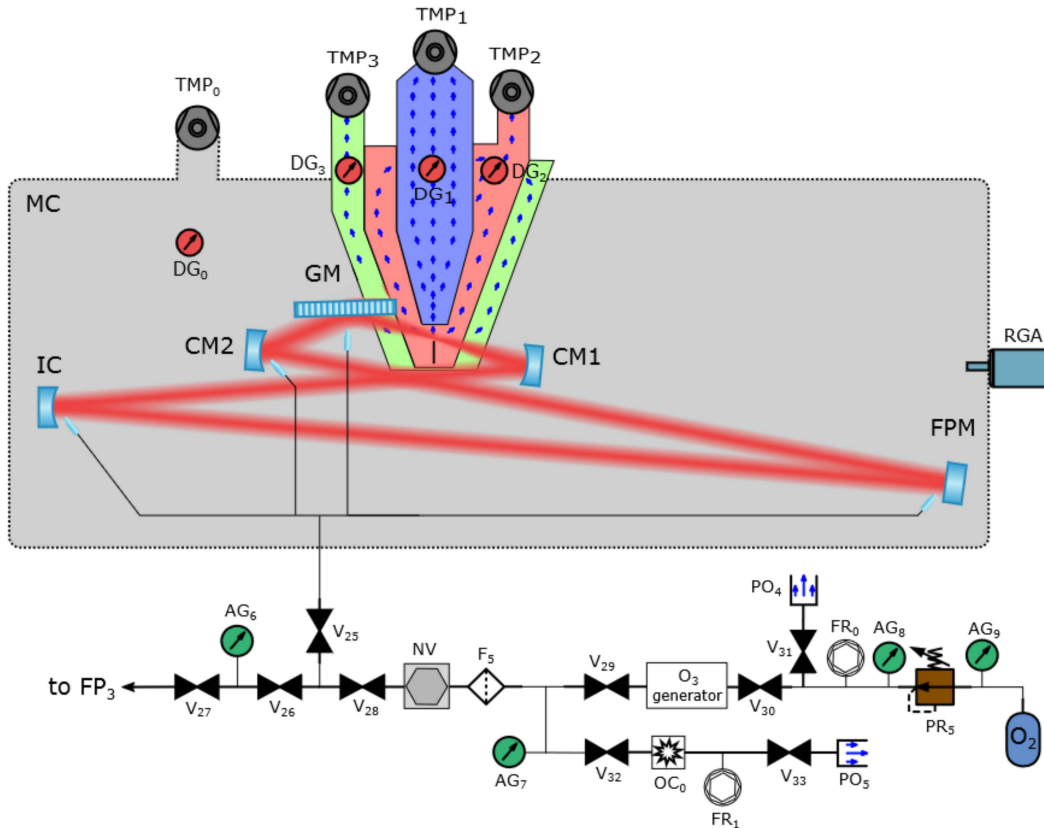 TMP₁
TMP₃
TMP₂
TMP₀
DG₃
DG₁
DG₂
MC
DG₀
GM
CM2
CM1
IC
RGA
FPM
PO₄
AG₆
V₂₅
NV
F₅
V₂₉
V₃₁
FR₀
AG₈
AG₉
O₃
generator
to FP₃
V₂₇
V₂₆
V₂₈
V₃₀
PR₅
O₂
AG₇
V₃₂
OC₀
V₃₃
PO₅
FR₁